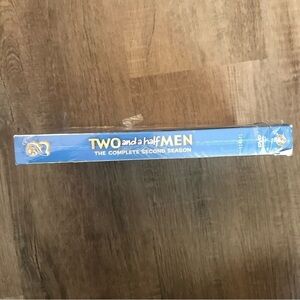 TWO and a half MEN
THE COMPLETE SECOND SEASON